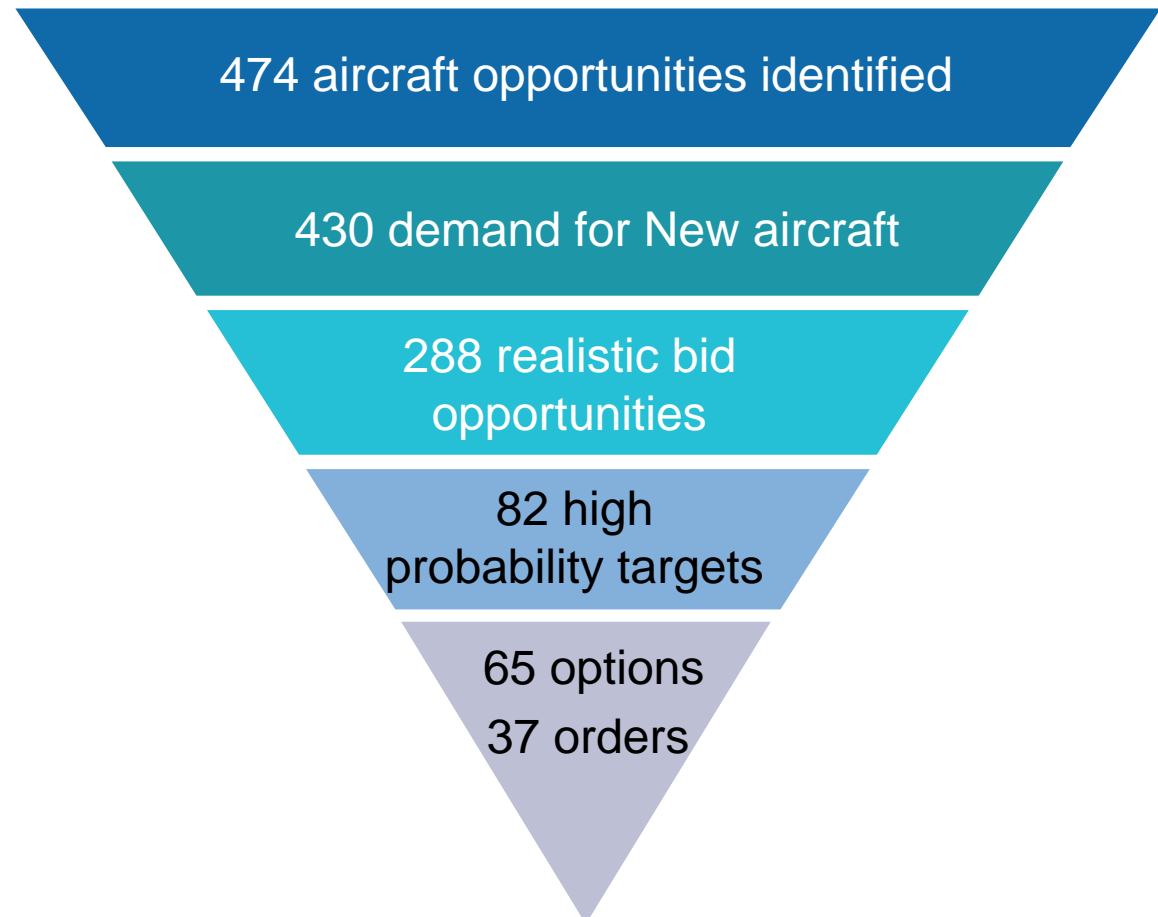 474 aircraft opportunities identified
430 demand for New aircraft
288 realistic bid
opportunities
82 high
probability targets
65 options
37 orders